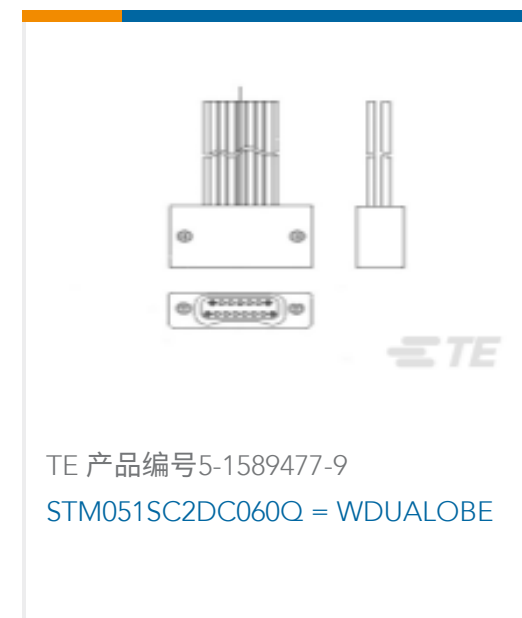 TE
TE 产品编号5-1589477-9
STM051SC2DC060Q = WDUALOBE